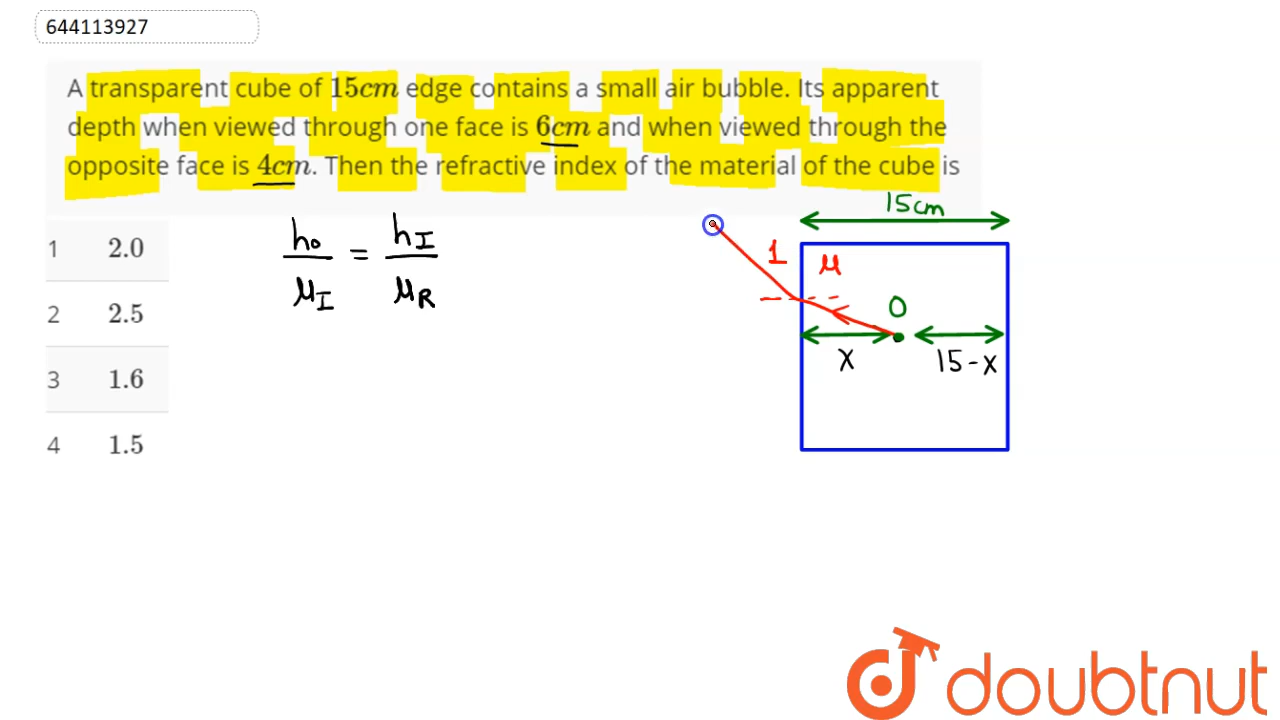 644113927
A transparent cube of 15cm edge contains a small air bubble. Its apparent
depth when viewed through one face is 6cm and when viewed through the
opposite face is 4cm. Then the refractive index of the material of the cube is
1 2.0
2 2.5
3 1.6
4 1.5
h₀/μ_I = h_I/μ_R
15cm
1 μ
O
x 15-x
doubtnut